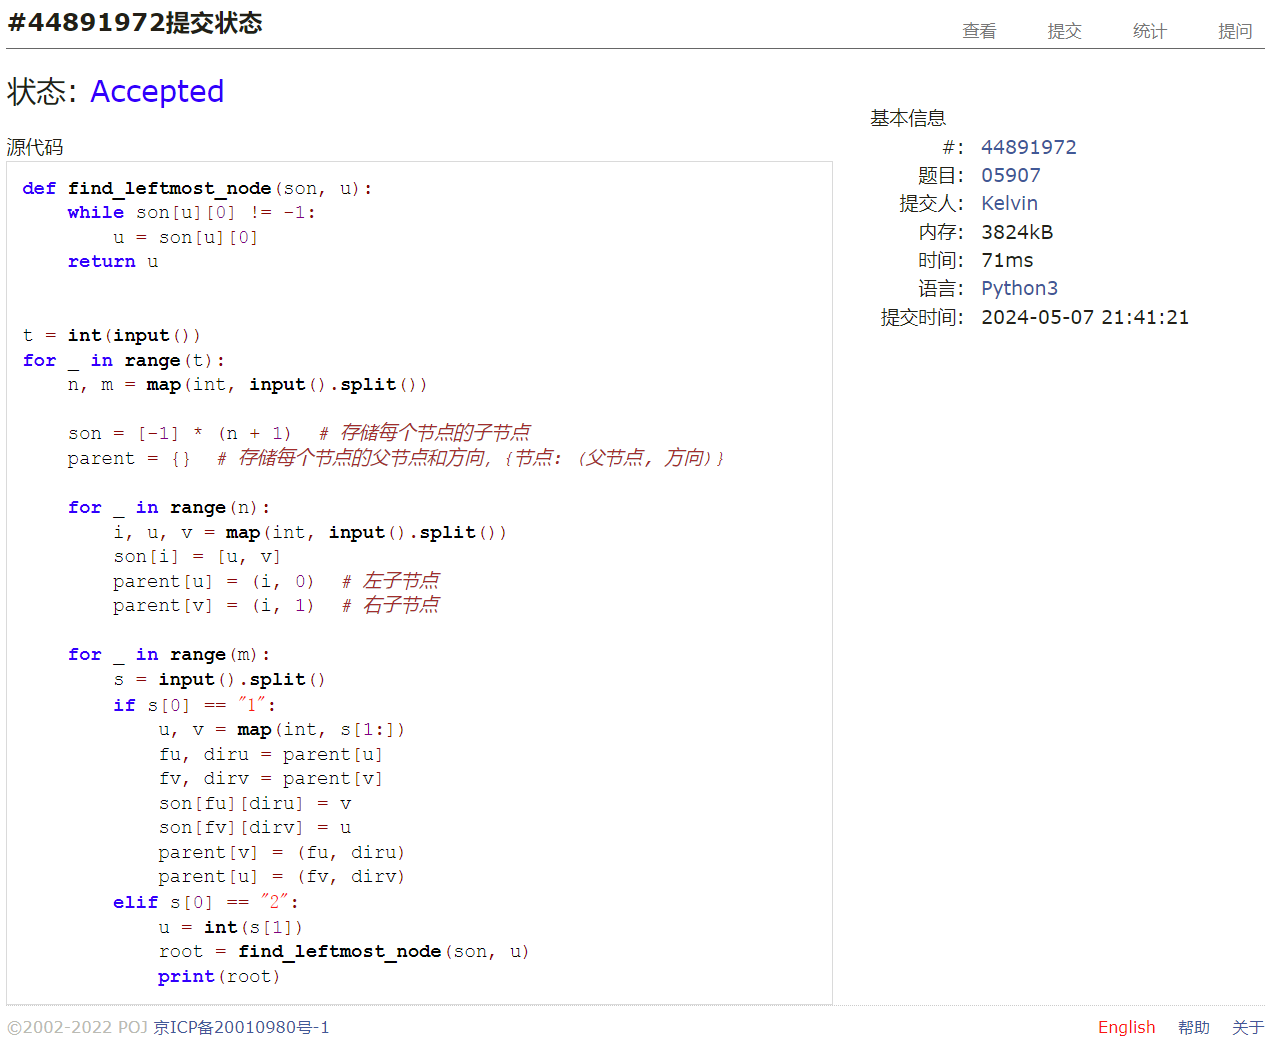 #44891972提交状态
查看 提交 统计 提问
状态: Accepted
源代码
def find_leftmost_node(son, u):
    while son[u][0] != -1:
        u = son[u][0]
    return u


t = int(input())
for _ in range(t):
    n, m = map(int, input().split())

    son = [-1] * (n + 1)  # 存储每个节点的子节点
    parent = {}  # 存储每个节点的父节点和方向, {节点: (父节点, 方向)}

    for _ in range(n):
        i, u, v = map(int, input().split())
        son[i] = [u, v]
        parent[u] = (i, 0)  # 左子节点
        parent[v] = (i, 1)  # 右子节点

    for _ in range(m):
        s = input().split()
        if s[0] == "1":
            u, v = map(int, s[1:])
            fu, diru = parent[u]
            fv, dirv = parent[v]
            son[fu][diru] = v
            son[fv][dirv] = u
            parent[v] = (fu, diru)
            parent[u] = (fv, dirv)
        elif s[0] == "2":
            u = int(s[1])
            root = find_leftmost_node(son, u)
            print(root)
基本信息
#: 44891972
题目: 05907
提交人: Kelvin
内存: 3824kB
时间: 71ms
语言: Python3
提交时间: 2024-05-07 21:41:21
©2002-2022 POJ 京ICP备20010980号-1
English 帮助 关于